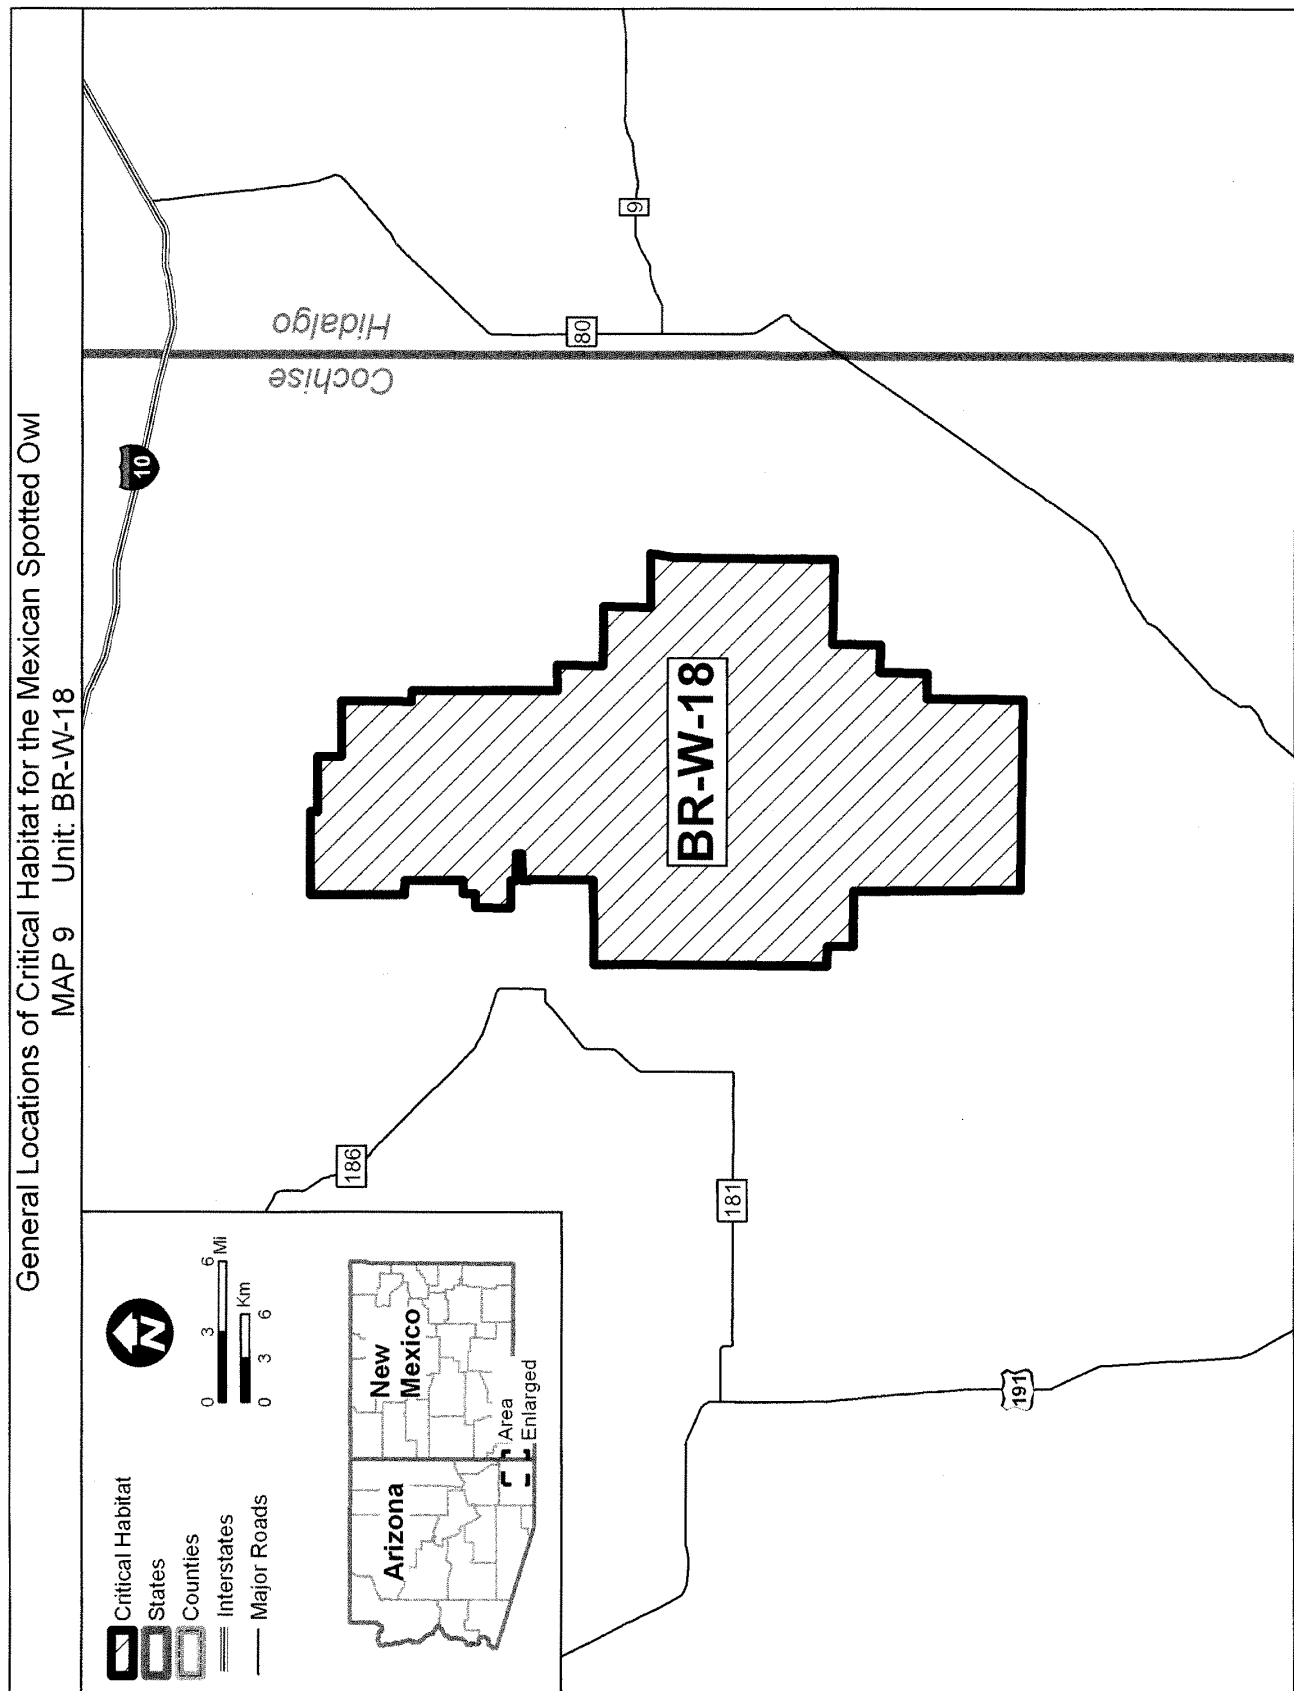 General Locations of Critical Habitat for the Mexican Spotted Owl
MAP 9 Unit: BR-W-18
Critical Habitat
States
Counties
Interstates
Major Roads
N
0 3 6
Mi
Km
0 3 6
Arizona
New
Mexico
Area
Enlarged
186
181
191
10
Cochise
Hidalgo
80
9
BR-W-18